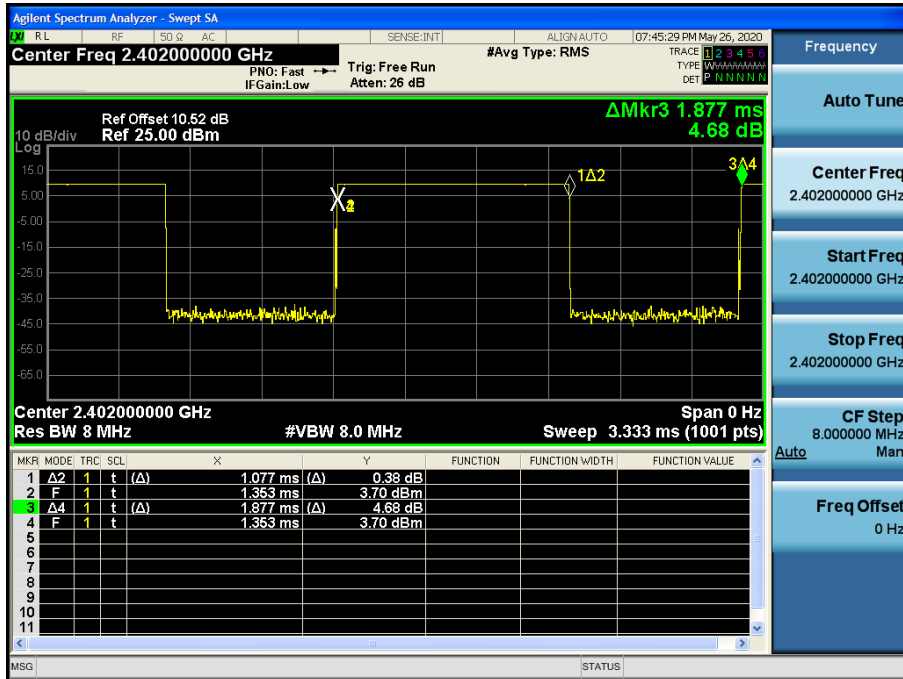 Agilent Spectrum Analyzer - Swept SA
LXI RL RF 50 Ω AC SENSE:INT ALIGN AUTO 07:45:29 PM May 26, 2020
Center Freq 2.402000000 GHz
PNO: Fast
IFGain:Low
Trig: Free Run
Atten: 26 dB
#Avg Type: RMS
TRACE 1 2 3 4 5 6
TYPE WWWWWW
DET P N N N N N
Frequency
Auto Tune
Center Freq
2.402000000 GHz
Start Freq
2.402000000 GHz
Stop Freq
2.402000000 GHz
CF Step
8.000000 MHz
Auto Man
Freq Offset
0 Hz
ΔMkr3 1.877 ms
4.68 dB
Ref Offset 10.52 dB
10 dB/div Ref 25.00 dBm
Log
15.0
5.00
-5.00
-15.0
-25.0
-35.0
-45.0
-55.0
-65.0
1Δ2
3Δ4
Center 2.402000000 GHz Span 0 Hz
Res BW 8 MHz #VBW 8.0 MHz Sweep 3.333 ms (1001 pts)
MKR MODE TRC SCL X Y FUNCTION FUNCTION WIDTH FUNCTION VALUE
1 Δ2 1 t (Δ) 1.077 ms (Δ) 0.38 dB
2 F 1 t 1.353 ms 3.70 dBm
3 Δ4 1 t (Δ) 1.877 ms (Δ) 4.68 dB
4 F 1 t 1.353 ms 3.70 dBm
5
6
7
8
9
10
11
MSG STATUS